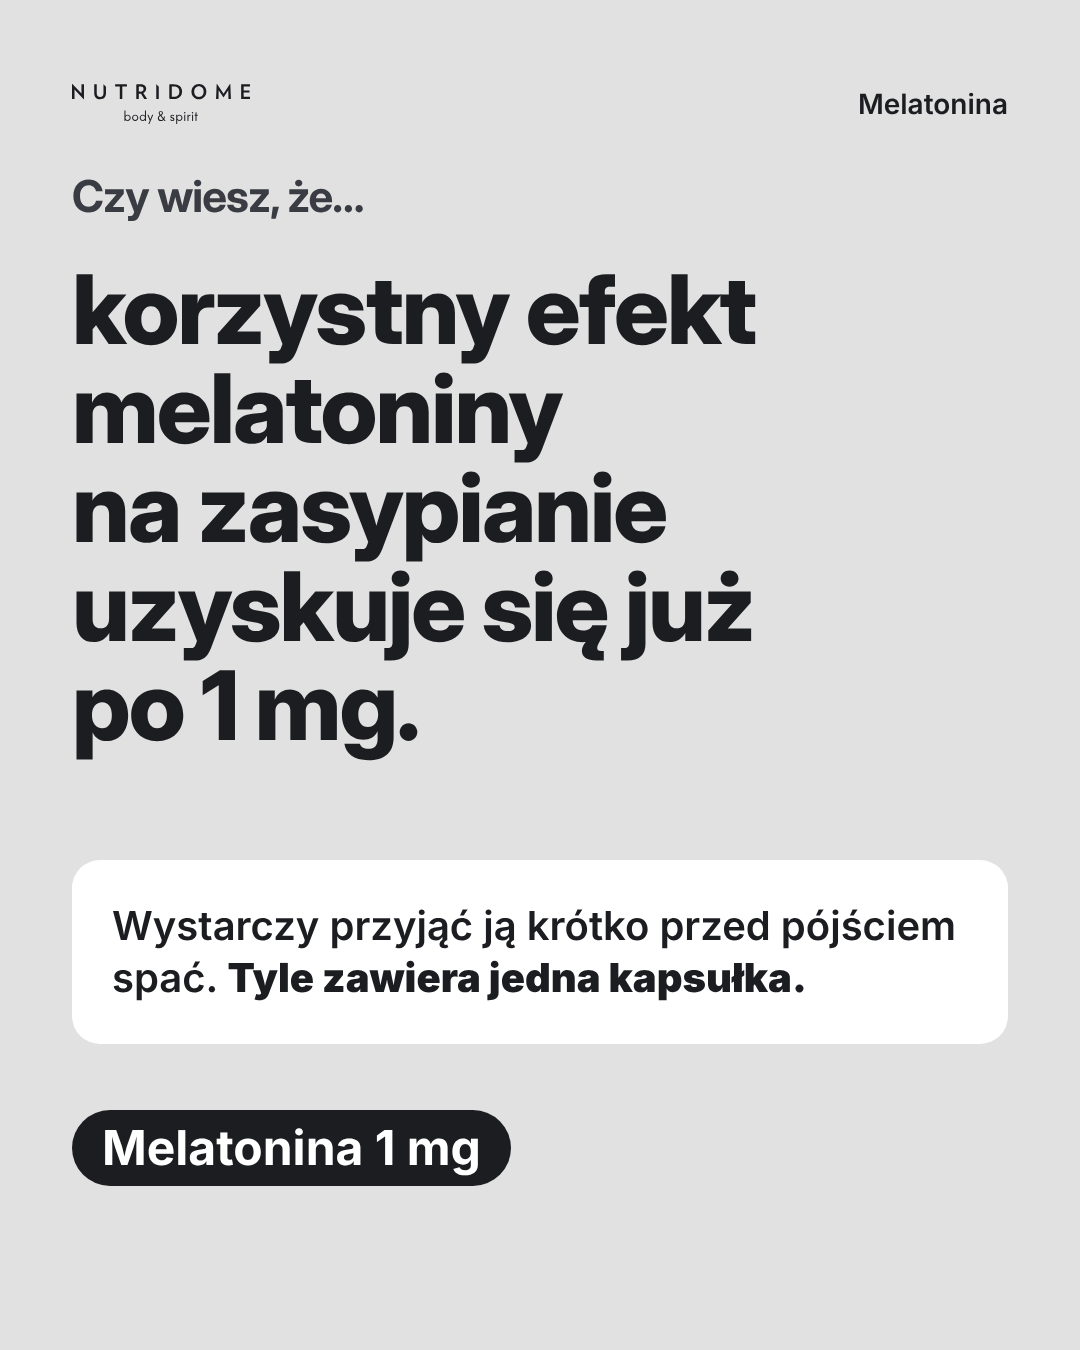 NUTRIDOME
body & spirit
Melatonina
Czy wiesz, że...
korzystny efekt
melatoniny
na zasypianie
uzyskuje się już
po 1 mg.
Wystarczy przyjąć ją krótko przed pójściem
spać. Tyle zawiera jedna kapsułka.
Melatonina 1 mg